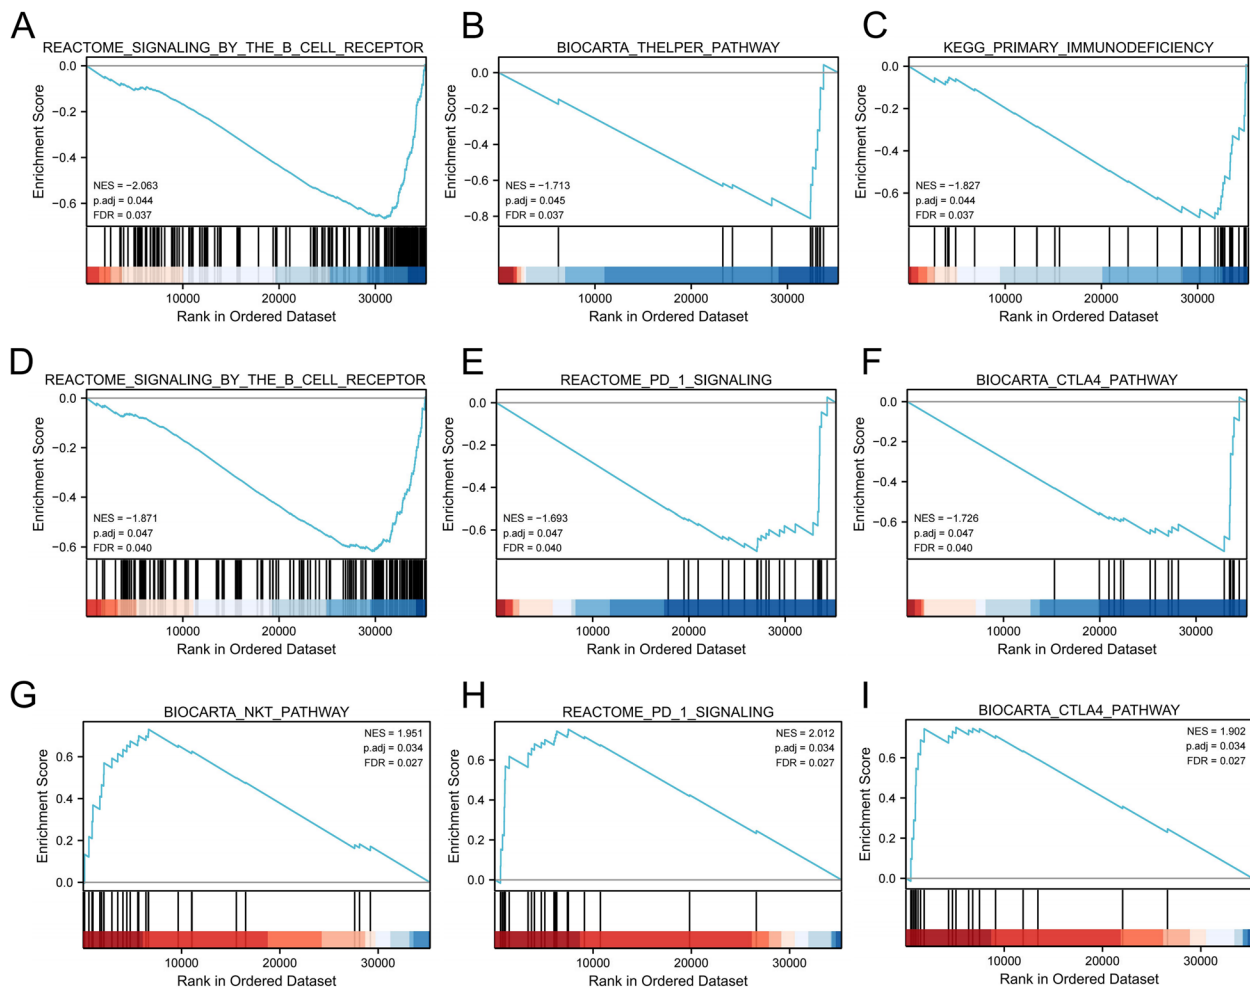 A
REACTOME_SIGNALING_BY_THE_B_CELL_RECEPTOR
0.0
−0.2
−0.4
−0.6
Enrichment Score
NES = −2.063
p.adj = 0.044
FDR = 0.037
10000
20000
30000
Rank in Ordered Dataset
B
BIOCARTA_THELPER_PATHWAY
0.0
−0.2
−0.4
−0.6
−0.8
Enrichment Score
NES = −1.713
p.adj = 0.045
FDR = 0.037
10000
20000
30000
Rank in Ordered Dataset
C
KEGG_PRIMARY_IMMUNODEFICIENCY
0.0
−0.2
−0.4
−0.6
Enrichment Score
NES = −1.827
p.adj = 0.044
FDR = 0.037
10000
20000
30000
Rank in Ordered Dataset
D
REACTOME_SIGNALING_BY_THE_B_CELL_RECEPTOR
0.0
−0.2
−0.4
−0.6
Enrichment Score
NES = −1.871
p.adj = 0.047
FDR = 0.040
10000
20000
30000
Rank in Ordered Dataset
E
REACTOME_PD_1_SIGNALING
0.0
−0.2
−0.4
−0.6
Enrichment Score
NES = −1.693
p.adj = 0.047
FDR = 0.040
10000
20000
30000
Rank in Ordered Dataset
F
BIOCARTA_CTLA4_PATHWAY
0.0
−0.2
−0.4
−0.6
Enrichment Score
NES = −1.726
p.adj = 0.047
FDR = 0.040
10000
20000
30000
Rank in Ordered Dataset
G
BIOCARTA_NKT_PATHWAY
0.6
0.4
0.2
0.0
Enrichment Score
NES = 1.951
p.adj = 0.034
FDR = 0.027
10000
20000
30000
Rank in Ordered Dataset
H
REACTOME_PD_1_SIGNALING
0.6
0.4
0.2
0.0
Enrichment Score
NES = 2.012
p.adj = 0.034
FDR = 0.027
10000
20000
30000
Rank in Ordered Dataset
I
BIOCARTA_CTLA4_PATHWAY
0.6
0.4
0.2
0.0
Enrichment Score
NES = 1.902
p.adj = 0.034
FDR = 0.027
10000
20000
30000
Rank in Ordered Dataset